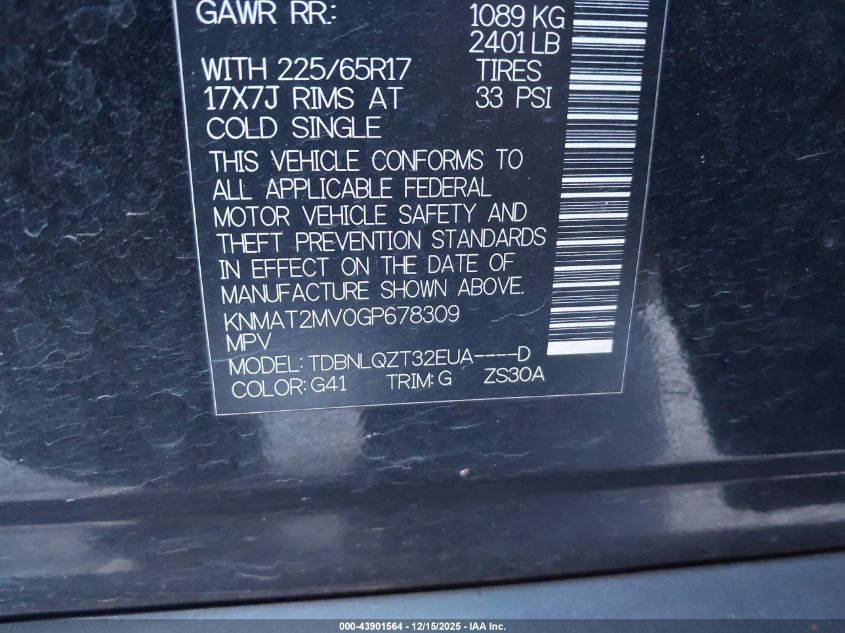 GAWR RR.: 1089 KG
2401 LB
WITH 225/65R17 TIRES
17X7J RIMS AT 33 PSI
COLD SINGLE
THIS VEHICLE CONFORMS TO
ALL APPLICABLE FEDERAL
MOTOR VEHICLE SAFETY AND
THEFT PREVENTION STANDARDS
IN EFFECT ON THE DATE OF
MANUFACTURE SHOWN ABOVE.
KNMAT2MV0GP678309
MPV
MODEL: TDBNLQZT32EUA----D
COLOR: G41 TRIM: G ZS30A
000-43901564 - 12/15/2025 - IAA Inc.